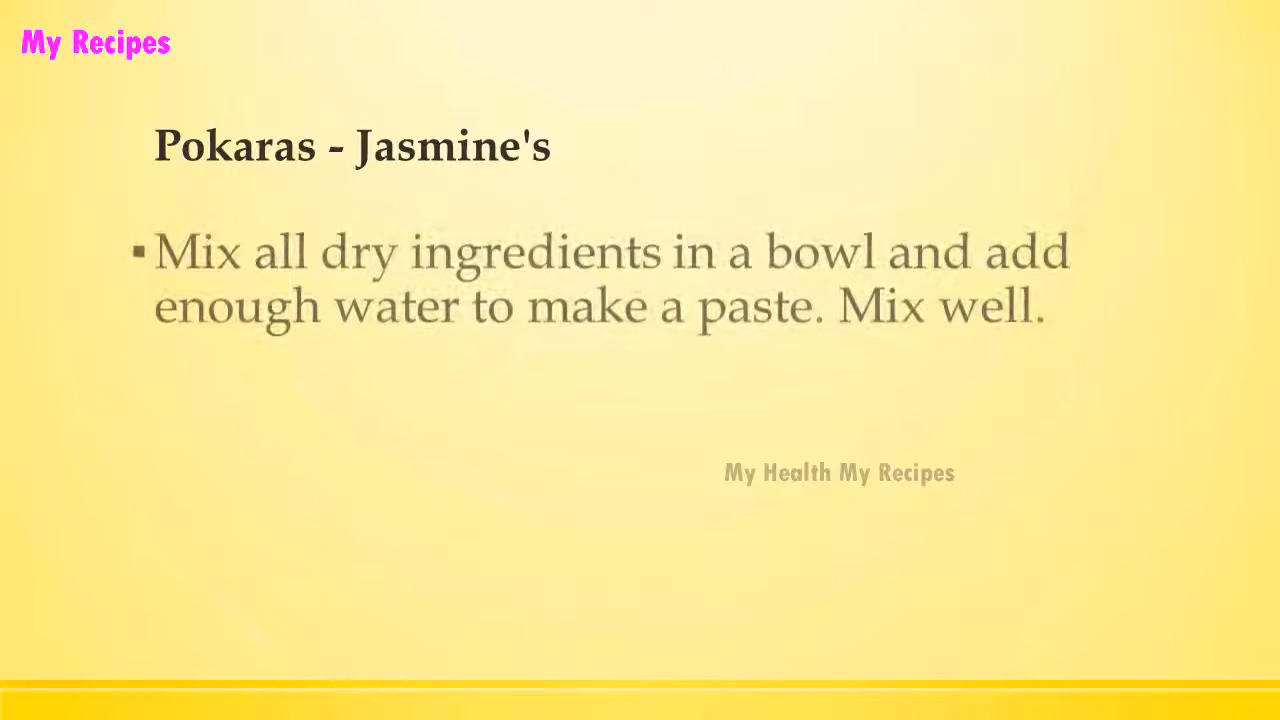 My Recipes
Pokaras - Jasmine's
▪ Mix all dry ingredients in a bowl and add
enough water to make a paste. Mix well.
My Health My Recipes